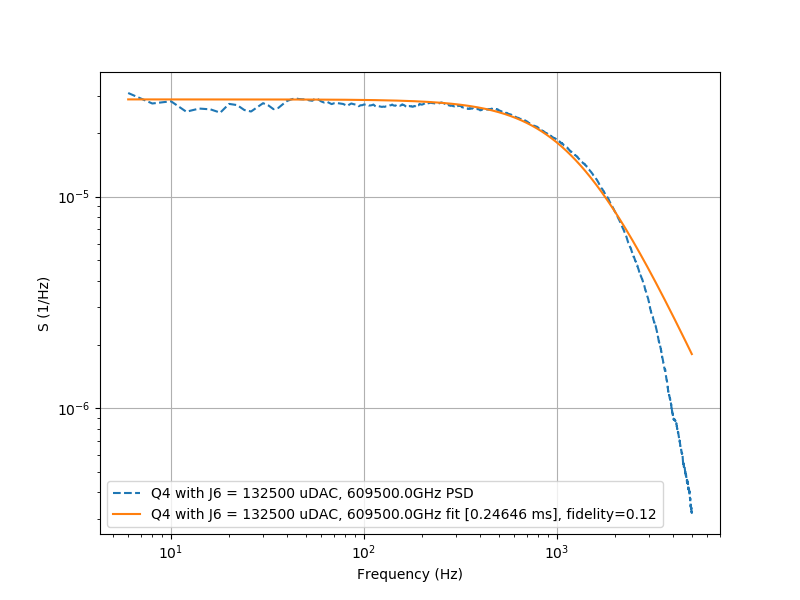 S (1/Hz)
10⁻⁵
10⁻⁶
Q4 with J6 = 132500 uDAC, 609500.0GHz PSD
Q4 with J6 = 132500 uDAC, 609500.0GHz fit [0.24646 ms], fidelity=0.12
10¹ 10² 10³
Frequency (Hz)